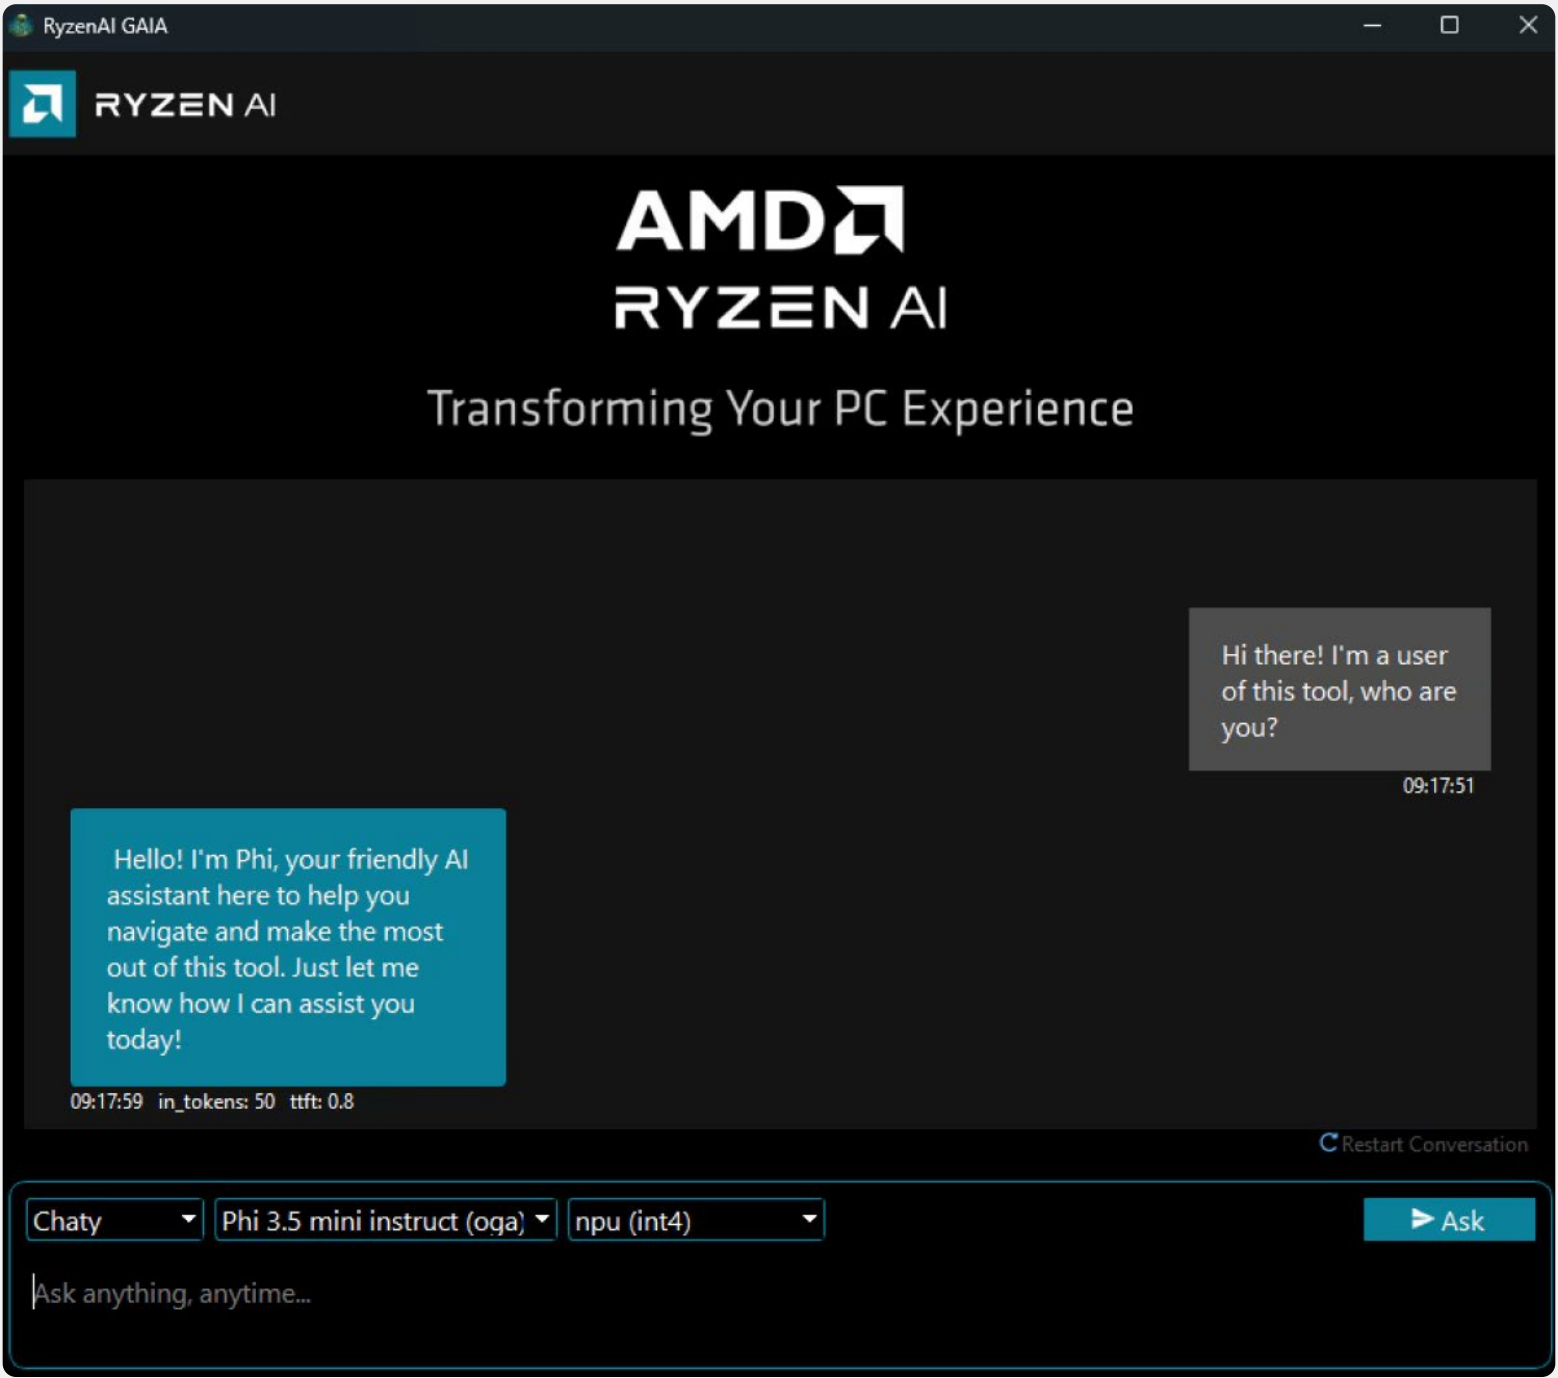 RyzenAI GAIA
RYZEN AI
AMD
RYZEN AI
Transforming Your PC Experience
Hi there! I'm a user
of this tool, who are
you?
09:17:51
Hello! I'm Phi, your friendly AI
assistant here to help you
navigate and make the most
out of this tool. Just let me
know how I can assist you
today!
09:17:59 in_tokens: 50 ttft: 0.8
Restart Conversation
Chaty Phi 3.5 mini instruct (oga) npu (int4) Ask
Ask anything, anytime...